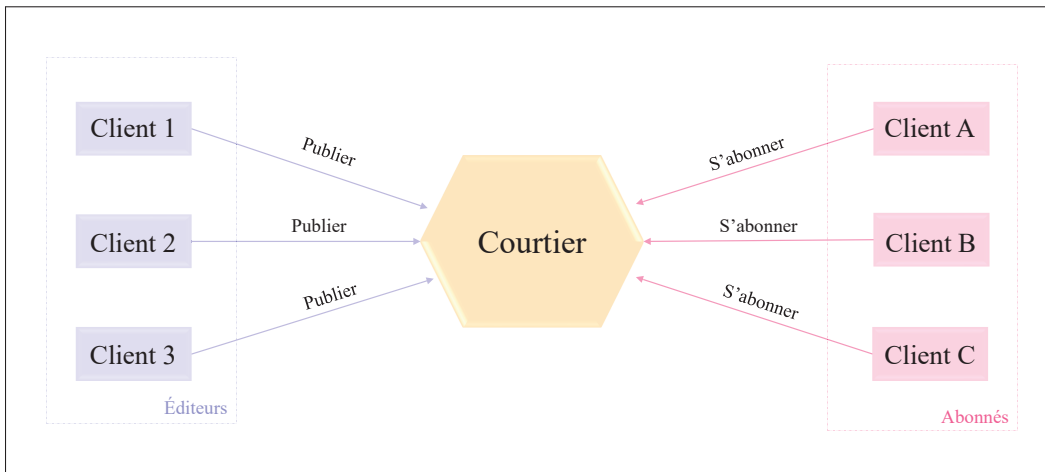 Client 1
Client 2
Client 3
Éditeurs
Publier
Publier
Publier
Courtier
S’abonner
S’abonner
S’abonner
Client A
Client B
Client C
Abonnés